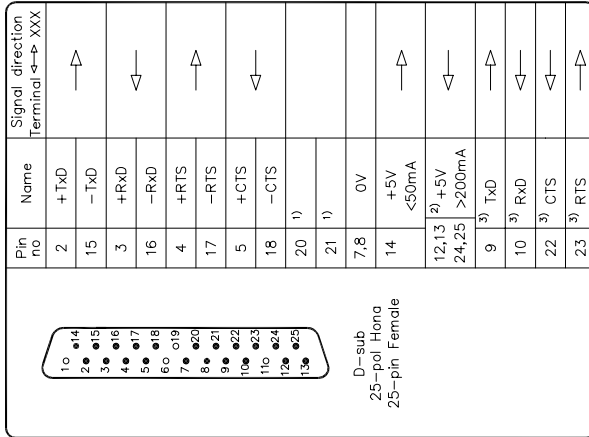 Pin no Name Signal direction Terminal <--> XXX
2 +TxD
15 -TxD
3 +RxD
16 -RxD
4 +RTS
17 -RTS
5 +CTS
18 -CTS
20 1)
21 1)
7,8 0V
14 +5V <50mA
12,13 24,25 2) +5V >200mA
9 3) TxD
10 3) RxD
22 3) CTS
23 3) RTS
1 14
2 15
3 16
4 17
5 18
6 19
7 20
8 21
9 22
10 23
11 24
12 25
13
D-sub
25-pol Hona
25-pin Female